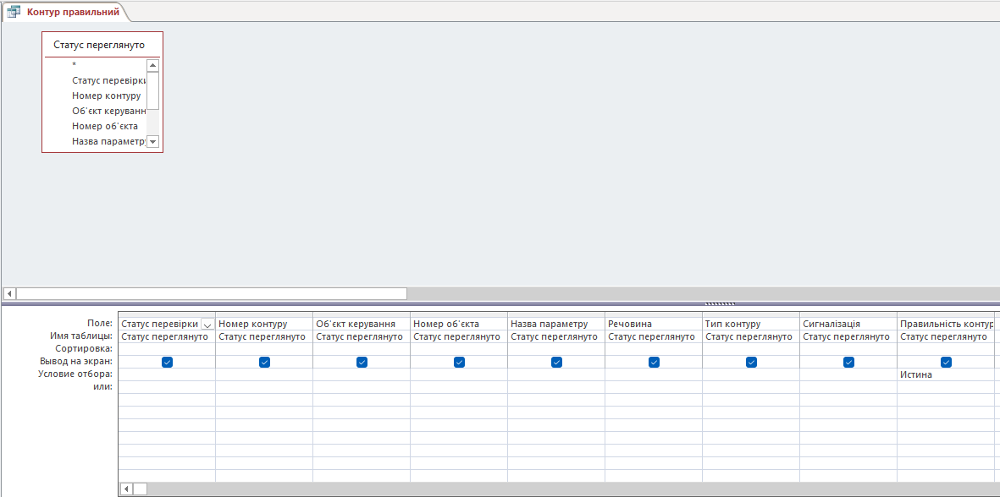 Контур правильний
Статус переглянуто
*
Статус перевірки
Номер контуру
Об'єкт керуванн
Номер об'єкта
Назва параметру
Поле: Статус перевірки Номер контуру Об'єкт керування Номер об'єкта Назва параметру Речовина Тип контуру Сигналізація Правильність контур
Имя таблицы: Статус переглянуто Статус переглянуто Статус переглянуто Статус переглянуто Статус переглянуто Статус переглянуто Статус переглянуто Статус переглянуто Статус переглянуто
Сортировка:
Вывод на экран:
Условие отбора: Истина
или: